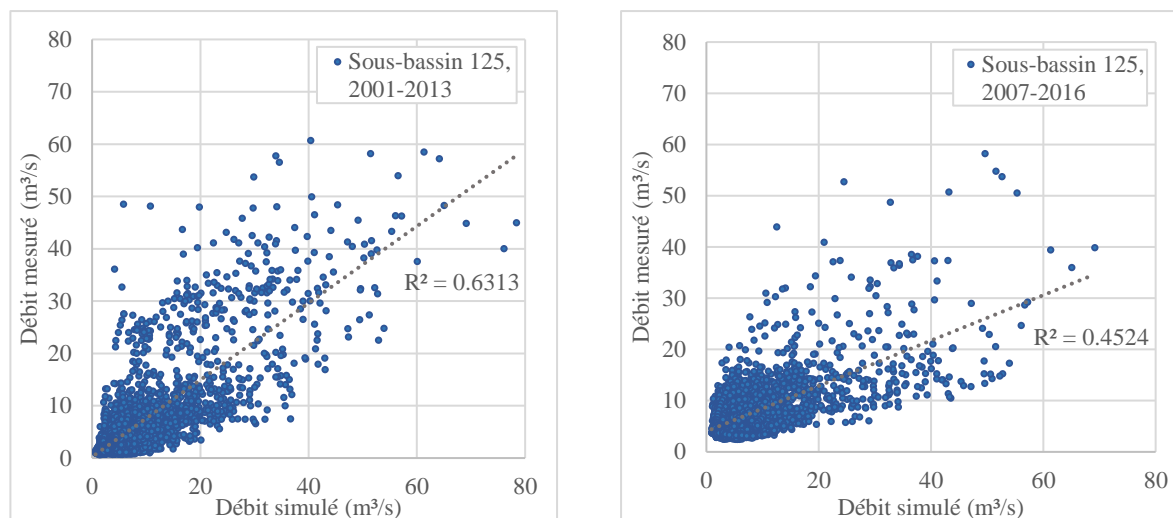 80
70
60
50
40
30
20
10
0
Débit mesuré (m³/s)
Sous-bassin 125,
2001-2013
R² = 0.6313
0 20 40 60 80
Débit simulé (m³/s)
80
70
60
50
40
30
20
10
0
Débit mesuré (m³/s)
Sous-bassin 125,
2007-2016
R² = 0.4524
0 20 40 60 80
Débit simulé (m³/s)